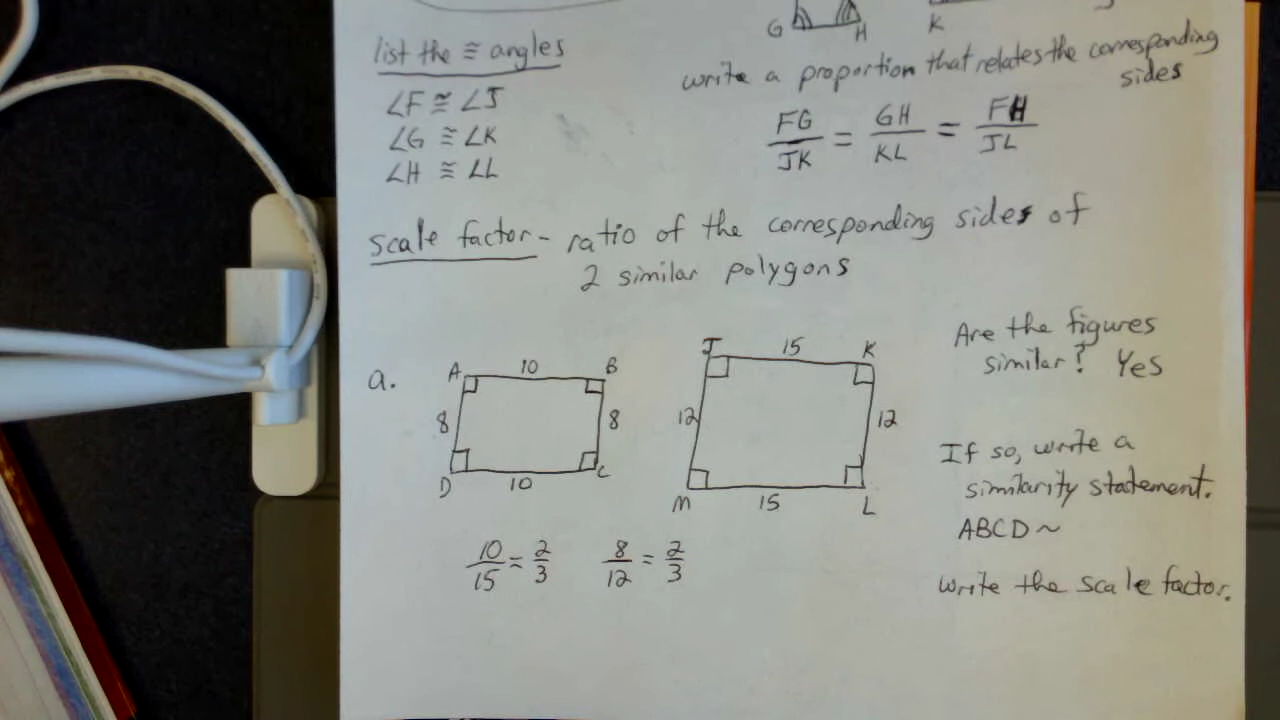 G H K
list the ≅ angles
∠F ≅ ∠J
∠G ≅ ∠K
∠H ≅ ∠L
write a proportion that relates the corresponding
sides
FG/JK = GH/KL = FH/JL
scale factor - ratio of the corresponding sides of
2 similar polygons
a.
A 10 B
8 8
D 10 C
J 15 K
12 12
M 15 L
10/15 = 2/3 8/12 = 2/3
Are the figures
similar? Yes
If so, write a
similarity statement.
ABCD ~
Write the scale factor.